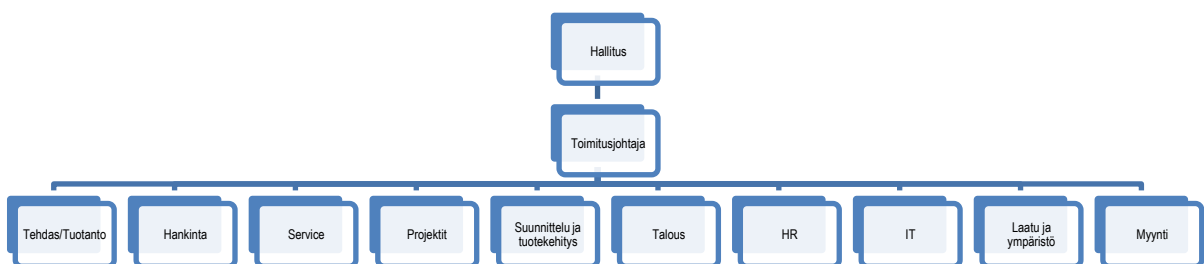 Hallitus
Toimitusjohtaja
Tehdas/Tuotanto
Hankinta
Service
Projektit
Suunnittelu ja
tuotekehitys
Talous
HR
IT
Laatu ja
ympäristö
Myynti